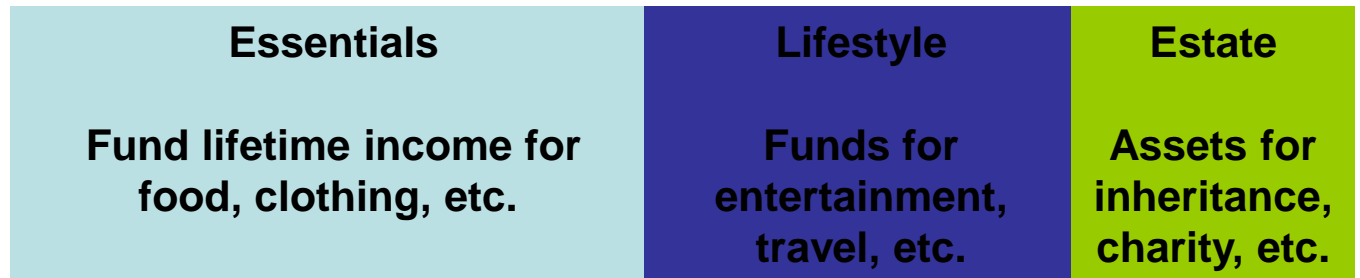 Essentials
Fund lifetime income for
food, clothing, etc.
Lifestyle
Funds for
entertainment,
travel, etc.
Estate
Assets for
inheritance,
charity, etc.